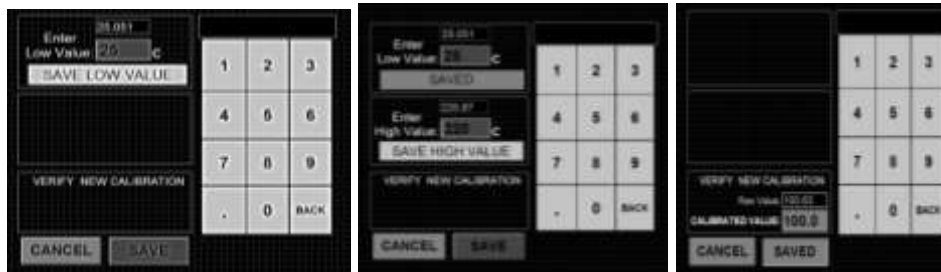 25.051
Enter
Low Value 25 C
SAVE LOW VALUE
VERIFY NEW CALIBRATION
CANCEL SAVE
1 2 3
4 5 6
7 8 9
. 0 BACK
25.051
Enter
Low Value 25 C
SAVED
Enter
High Value C
SAVE HIGH VALUE
VERIFY NEW CALIBRATION
CANCEL SAVE
1 2 3
4 5 6
7 8 9
. 0 BACK
VERIFY NEW CALIBRATION
Raw Value
CALIBRATED VALUE 100.0
CANCEL SAVED
1 2 3
4 5 6
7 8 9
. 0 BACK